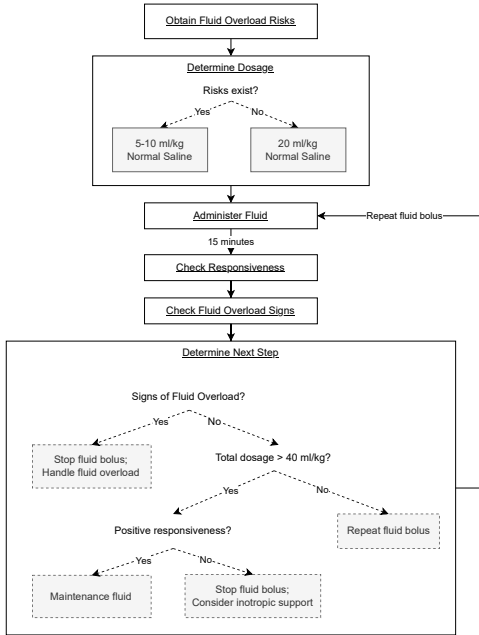 Obtain Fluid Overload Risks
Determine Dosage
Risks exist?
Yes
No
5-10 ml/kg
Normal Saline
20 ml/kg
Normal Saline
Administer Fluid
Repeat fluid bolus
15 minutes
Check Responsiveness
Check Fluid Overload Signs
Determine Next Step
Signs of Fluid Overload?
Yes
No
Stop fluid bolus;
Handle fluid overload
Total dosage > 40 ml/kg?
Yes
No
Repeat fluid bolus
Positive responsiveness?
Yes
No
Maintenance fluid
Stop fluid bolus;
Consider inotropic support